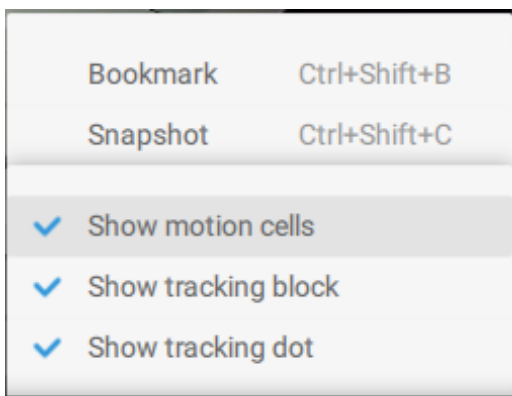 Bookmark Ctrl+Shift+B
Snapshot Ctrl+Shift+C
Show motion cells
Show tracking block
Show tracking dot